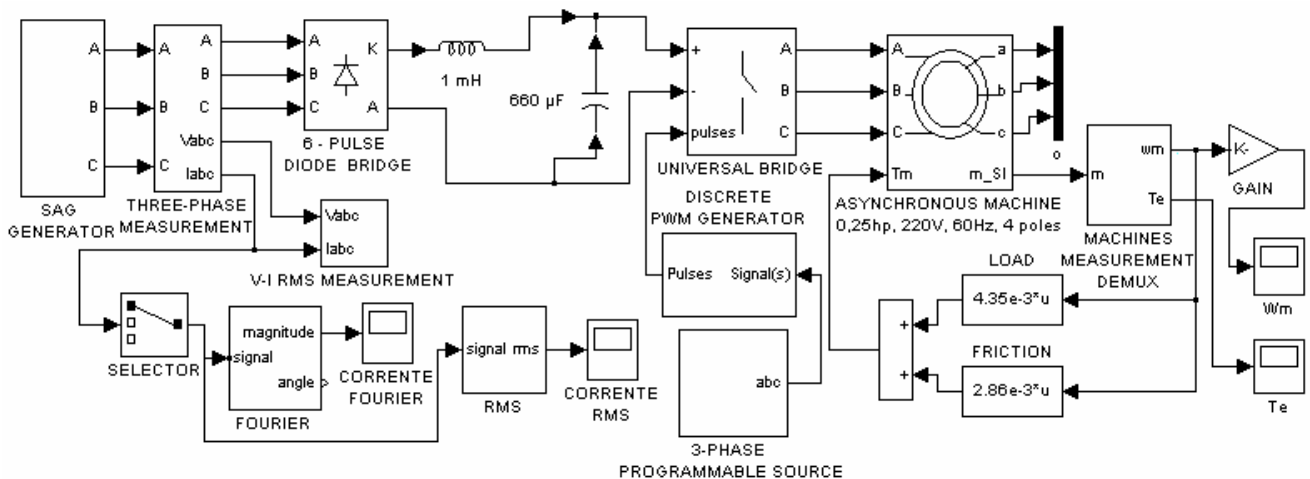 A
B
C
SAG
GENERATOR
A
B
C
A
B
C
Vabc
Iabc
THREE-PHASE
MEASUREMENT
A
B
C
K
A
6 - PULSE
DIODE BRIDGE
1 mH
660 µF
+
-
pulses
A
B
C
UNIVERSAL BRIDGE
A
B
C
Tm
a
b
c
m_SI
ASYNCHRONOUS MACHINE
0,25hp, 220V, 60Hz, 4 poles
o
m
wm
Te
MACHINES
MEASUREMENT
DEMUX
K-
GAIN
Wm
Te
Vabc
Iabc
V-I RMS MEASUREMENT
DISCRETE
PWM GENERATOR
Pulses
Signal(s)
LOAD
4.35e-3*u
FRICTION
2.86e-3*u
+
+
SELECTOR
magnitude
signal
angle
FOURIER
CORRENTE
FOURIER
signal rms
RMS
CORRENTE
RMS
abc
3-PHASE
PROGRAMMABLE SOURCE